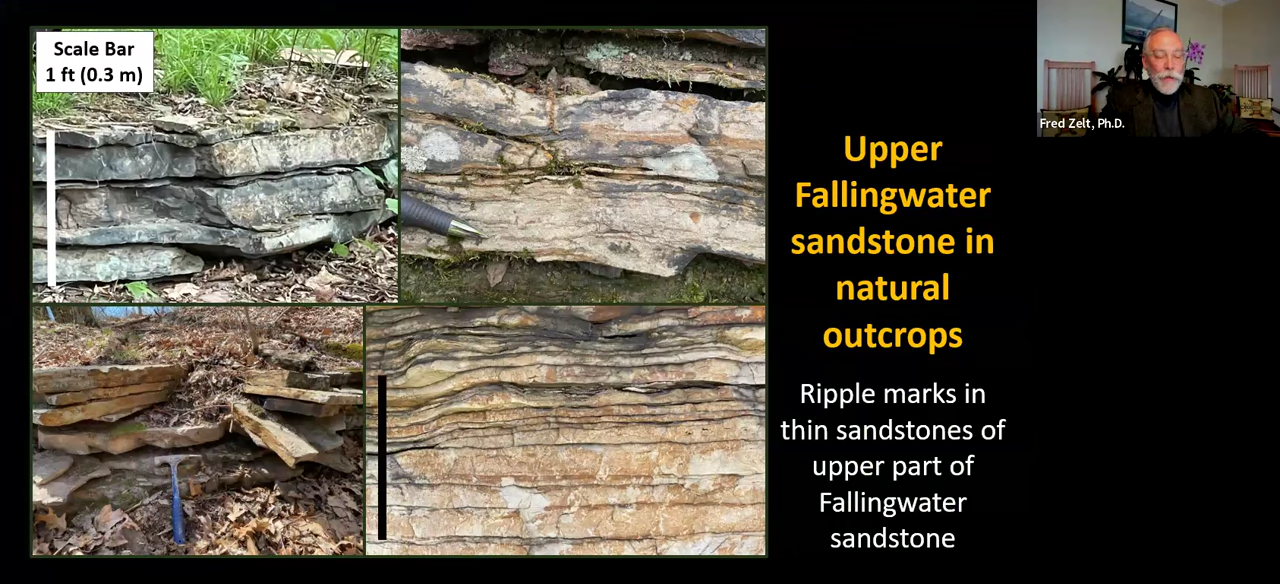 Scale Bar
1 ft (0.3 m)
Fred Zelt, Ph.D.
Upper
Fallingwater
sandstone in
natural
outcrops
Ripple marks in
thin sandstones of
upper part of
Fallingwater
sandstone